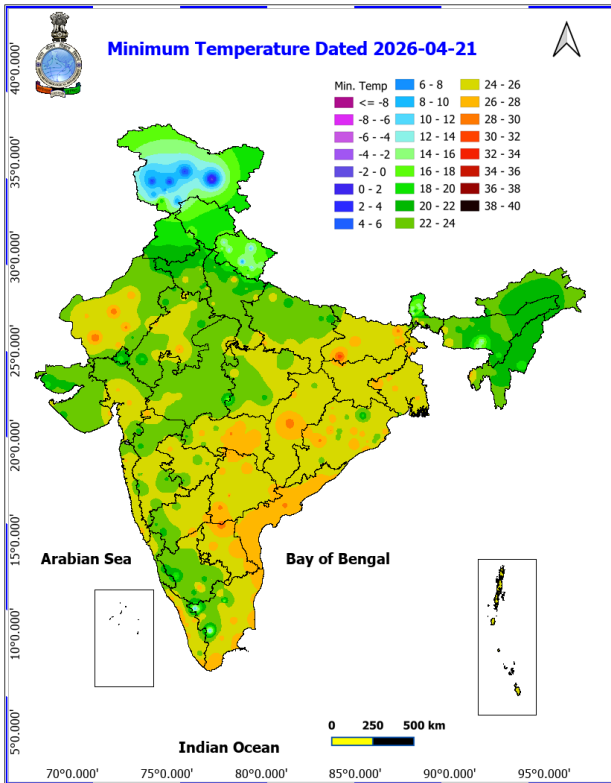 Minimum Temperature Dated 2026-04-21
Min. Temp
<= -8
-8 - -6
-6 - -4
-4 - -2
-2 - 0
0 - 2
2 - 4
4 - 6
6 - 8
8 - 10
10 - 12
12 - 14
14 - 16
16 - 18
18 - 20
20 - 22
22 - 24
24 - 26
26 - 28
28 - 30
30 - 32
32 - 34
34 - 36
36 - 38
38 - 40
40°0.000'
35°0.000'
30°0.000'
25°0.000'
20°0.000'
15°0.000'
10°0.000'
5°0.000'
Arabian Sea
Bay of Bengal
Indian Ocean
0 250 500 km
70°0.000' 75°0.000' 80°0.000' 85°0.000' 90°0.000' 95°0.000'